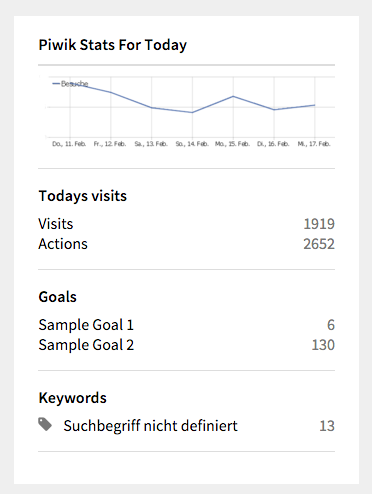 Piwik Stats For Today
Besuche
Do., 11. Feb. Fr., 12. Feb. Sa., 13. Feb. So., 14. Feb. Mo., 15. Feb. Di., 16. Feb. Mi., 17. Feb.
Todays visits
Visits 1919
Actions 2652
Goals
Sample Goal 1 6
Sample Goal 2 130
Keywords
Suchbegriff nicht definiert 13